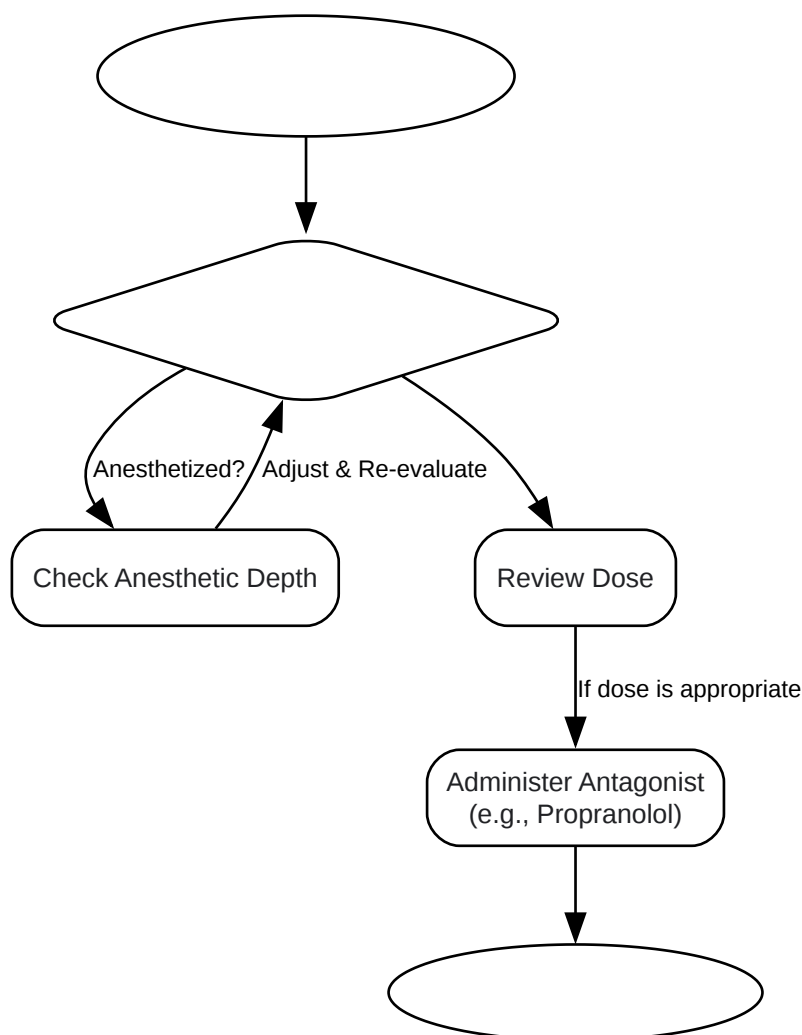 Anesthetized?
Adjust & Re-evaluate
Check Anesthetic Depth
Review Dose
If dose is appropriate
Administer Antagonist
(e.g., Propranolol)